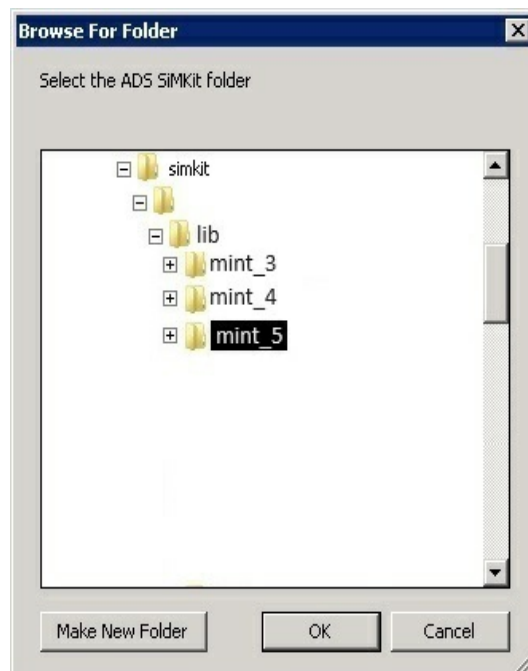 Browse For Folder
Select the ADS SiMKit folder
simkit
lib
mint_3
mint_4
mint_5
Make New Folder OK Cancel